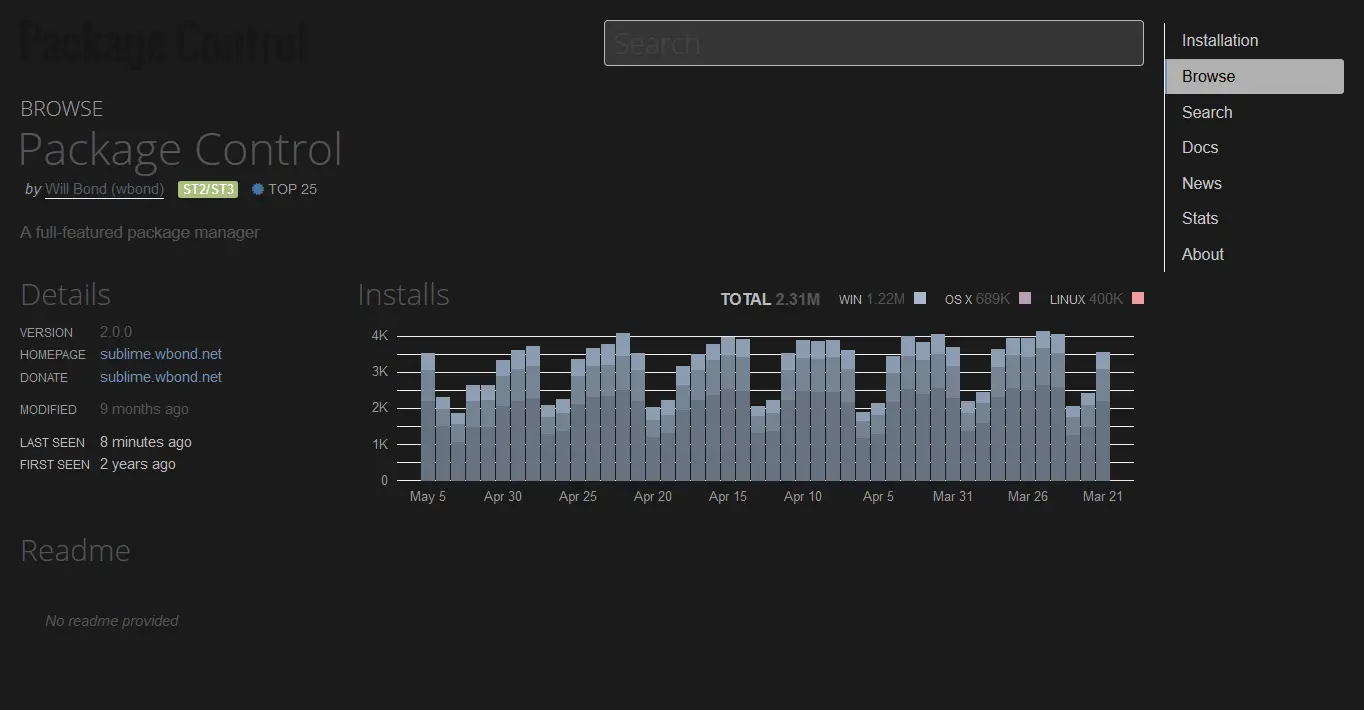 Package Control
Search
Installation
Browse
Search
Docs
News
Stats
About
BROWSE
Package Control
by Will Bond (wbond) ST2/ST3 TOP 25
A full-featured package manager
Details
VERSION 2.0.0
HOMEPAGE sublime.wbond.net
DONATE sublime.wbond.net
MODIFIED 9 months ago
LAST SEEN 8 minutes ago
FIRST SEEN 2 years ago
Installs
TOTAL 2.31M WIN 1.22M OS X 689K LINUX 400K
4K
3K
2K
1K
0
May 5 Apr 30 Apr 25 Apr 20 Apr 15 Apr 10 Apr 5 Mar 31 Mar 26 Mar 21
Readme
No readme provided